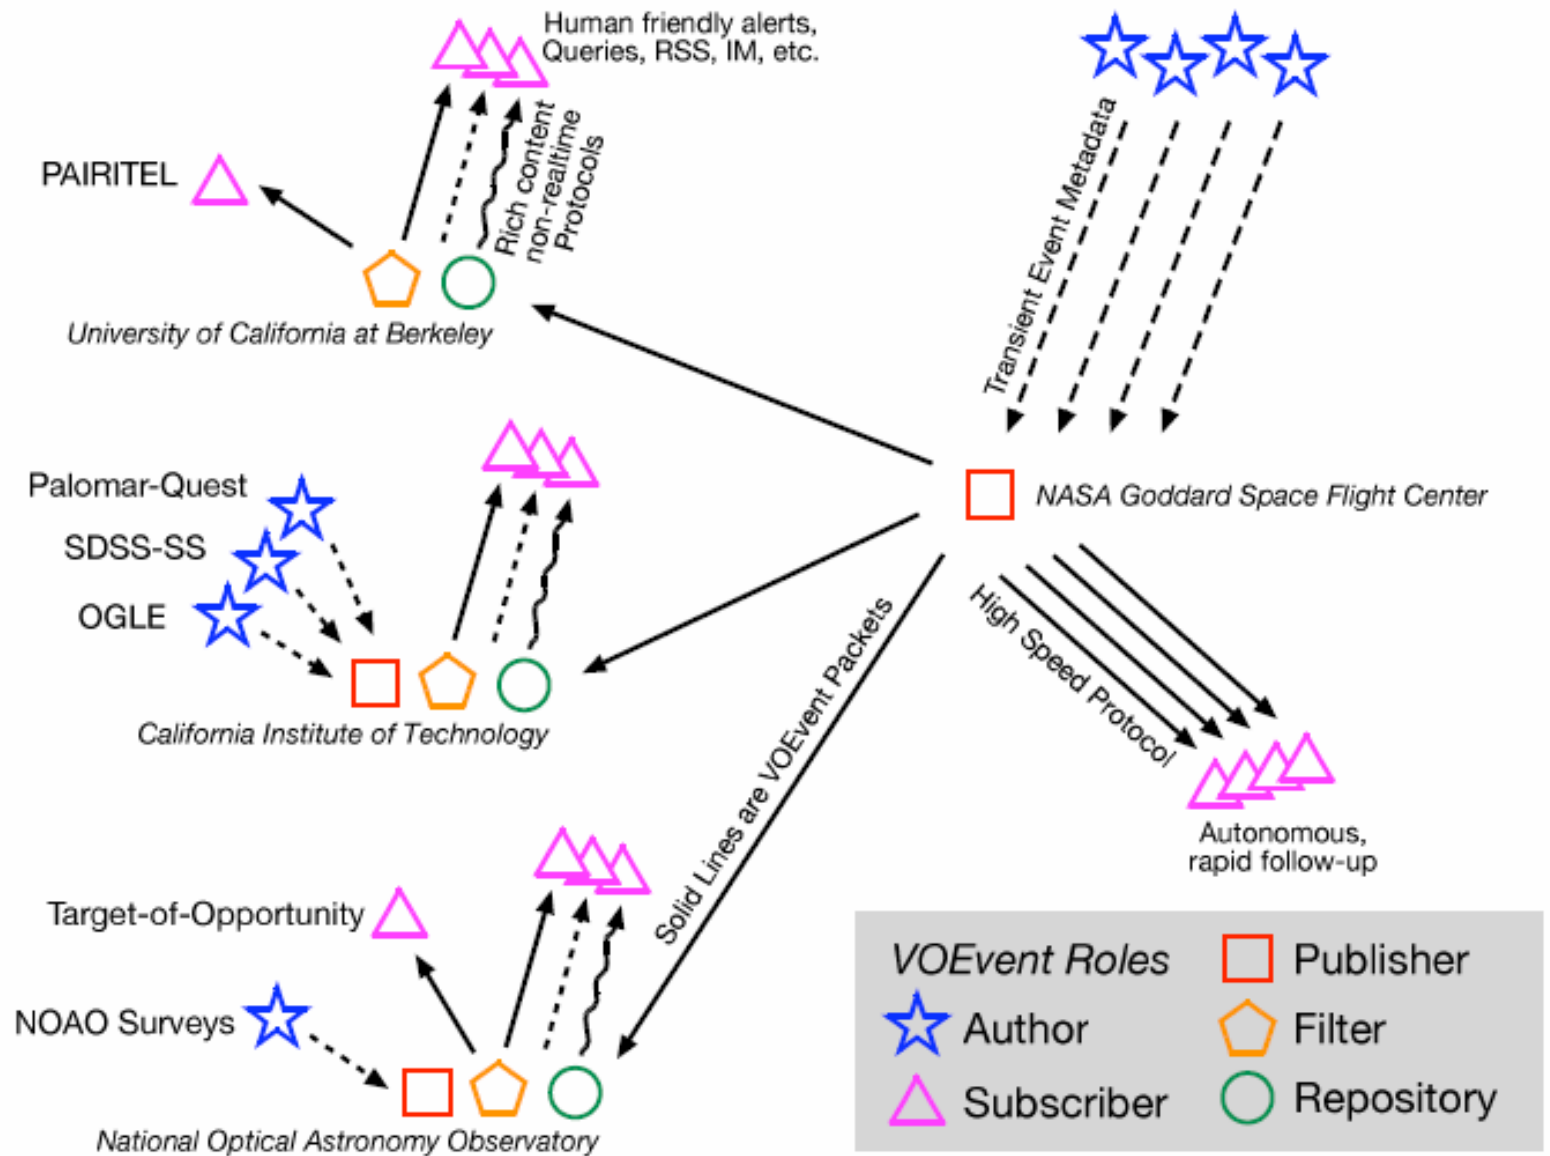 Human friendly alerts,
Queries, RSS, IM, etc.
PAIRITEL
Rich content
non-realtime
Protocols
University of California at Berkeley
Transient Event Metadata
NASA Goddard Space Flight Center
Palomar-Quest
SDSS-SS
OGLE
California Institute of Technology
High Speed Protocol
Solid Lines are VOEvent Packets
Autonomous,
rapid follow-up
Target-of-Opportunity
NOAO Surveys
National Optical Astronomy Observatory
VOEvent Roles
Publisher
Author
Filter
Subscriber
Repository